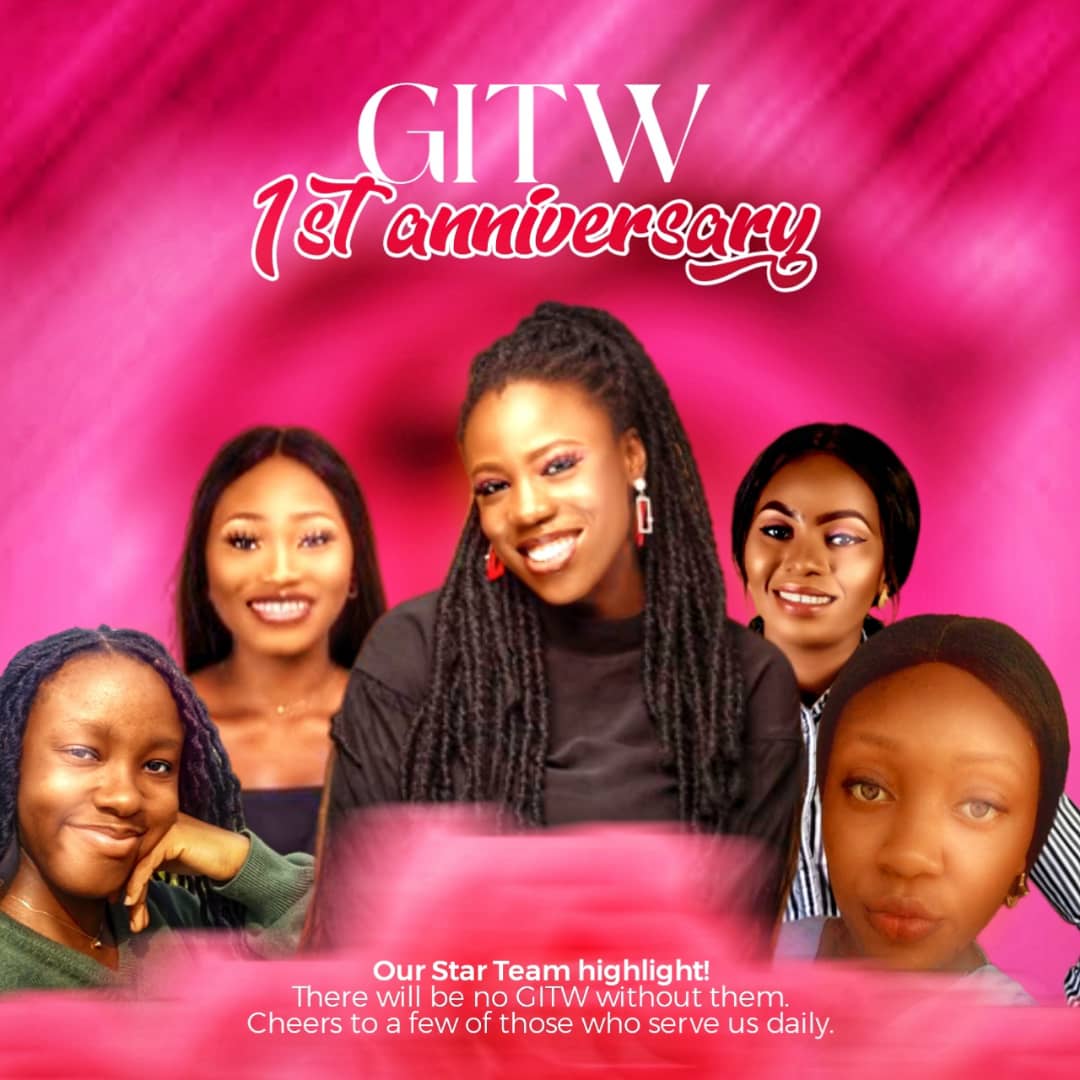 GITW
1st anniversary
Our Star Team highlight!
There will be no GITW without them.
Cheers to a few of those who serve us daily.